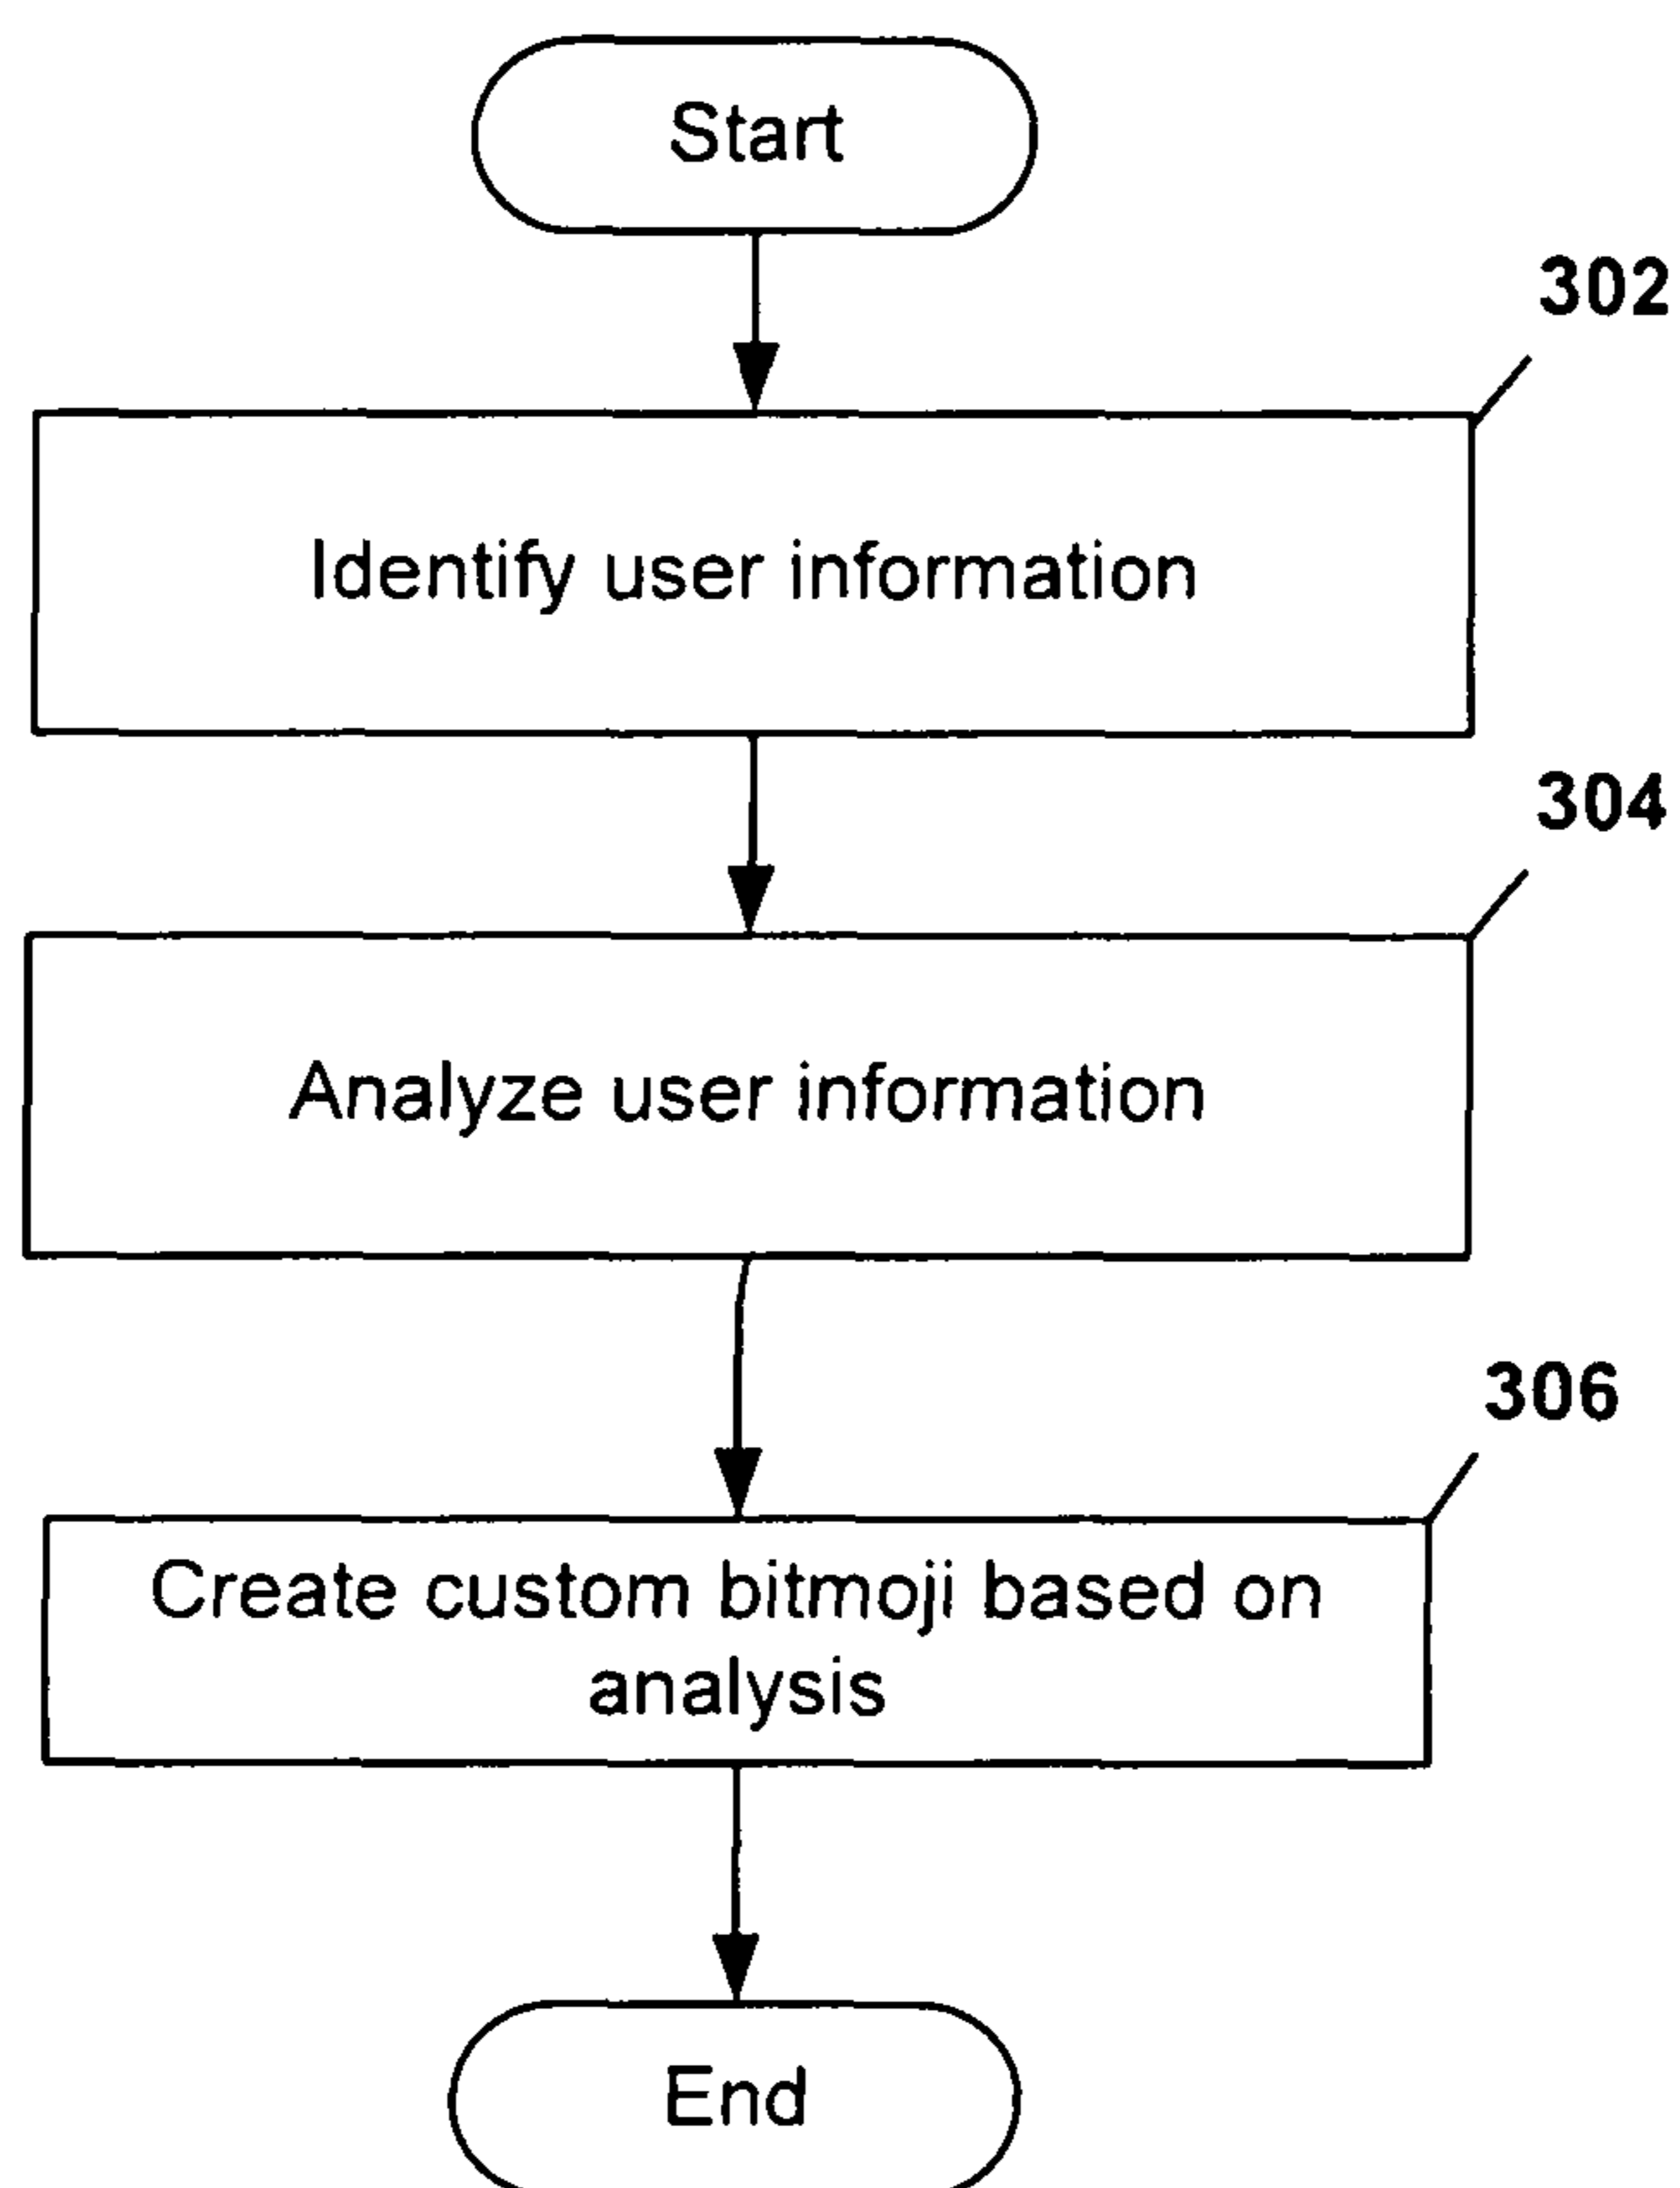 Start
302
Identify user information
304
Analyze user information
306
Create custom bitmoji based on
analysis
End